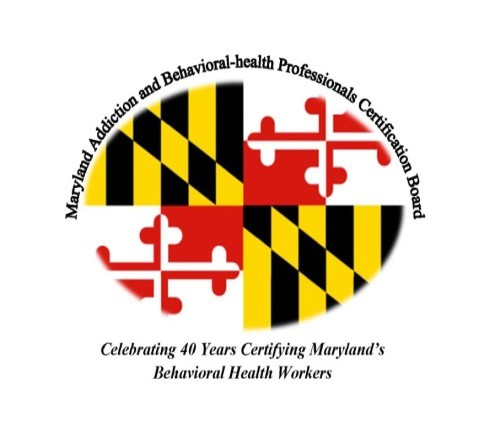 Maryland Addiction and Behavioral-health Professionals Certification Board
Celebrating 40 Years Certifying Maryland's
Behavioral Health Workers